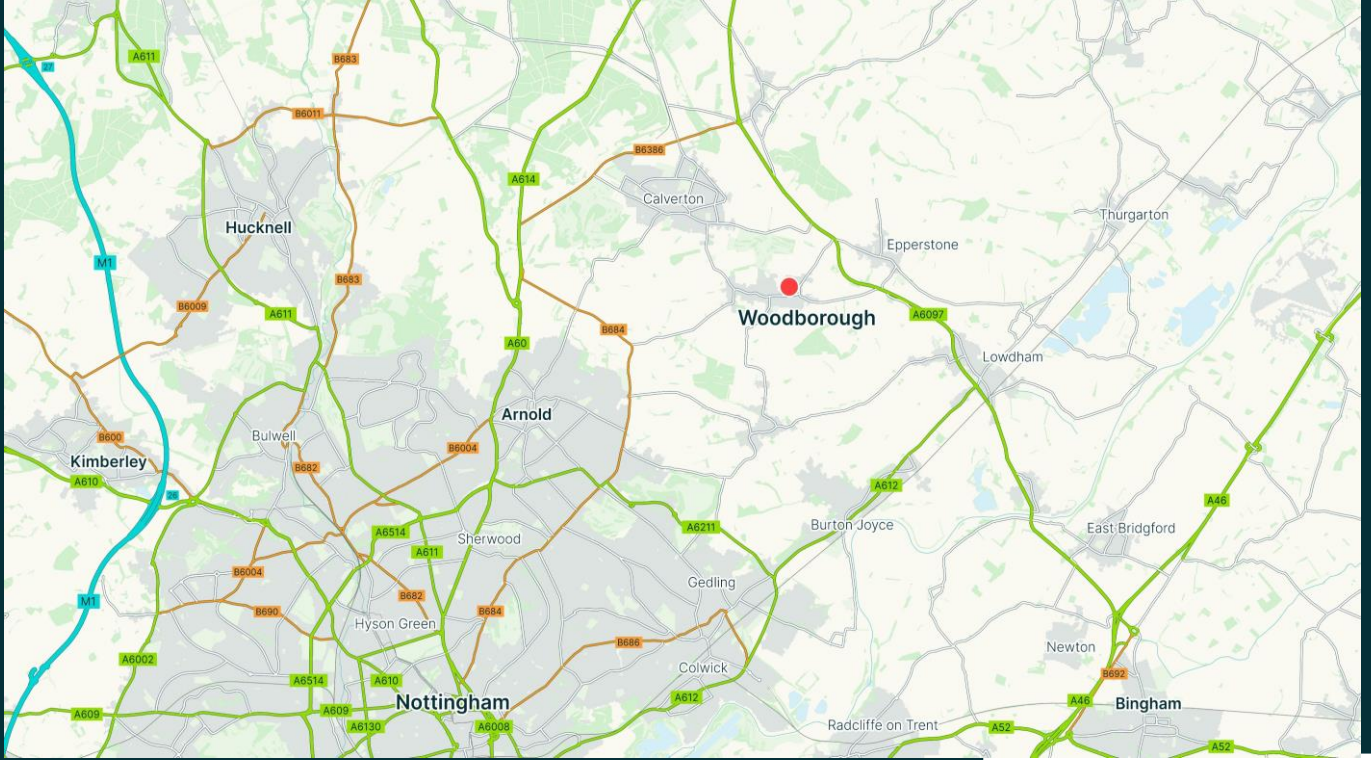 A611
27
B683
B6011
B6386
A614
Calverton
Thurgarton
Hucknell
Epperstone
M1
B683
B6009
A611
Woodborough
A6097
B684
A60
Lowdham
Arnold
Bulwell
B600
B6004
Kimberley
B682
A610
26
A612
A46
Burton Joyce
A6211
East Bridgford
A6514
Sherwood
A611
B6004
Gedling
M1
B682
B690
B684
Hyson Green
B686
Newton
A6002
Colwick
B692
A6514
A610
A612
A46
Nottingham
Bingham
A609
A609
A6130
A6008
Radcliffe on Trent
A52
A52